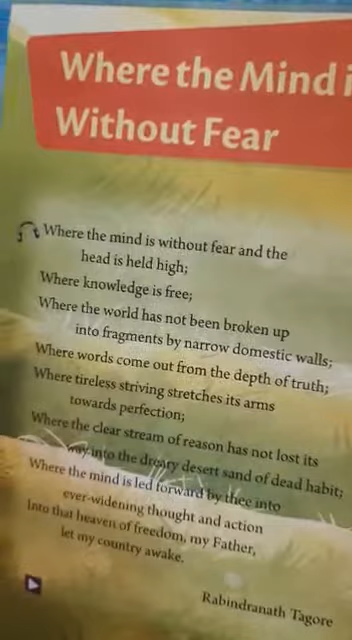 Where the Mind i
Without Fear
Where the mind is without fear and the
head is held high;
Where knowledge is free;
Where the world has not been broken up
into fragments by narrow domestic walls;
Where words come out from the depth of truth;
Where tireless striving stretches its arms
towards perfection;
Where the clear stream of reason has not lost its
way into the dreary desert sand of dead habit;
Where the mind is led forward by thee into
ever-widening thought and action
Into that heaven of freedom, my Father,
let my country awake.
Rabindranath Tagore